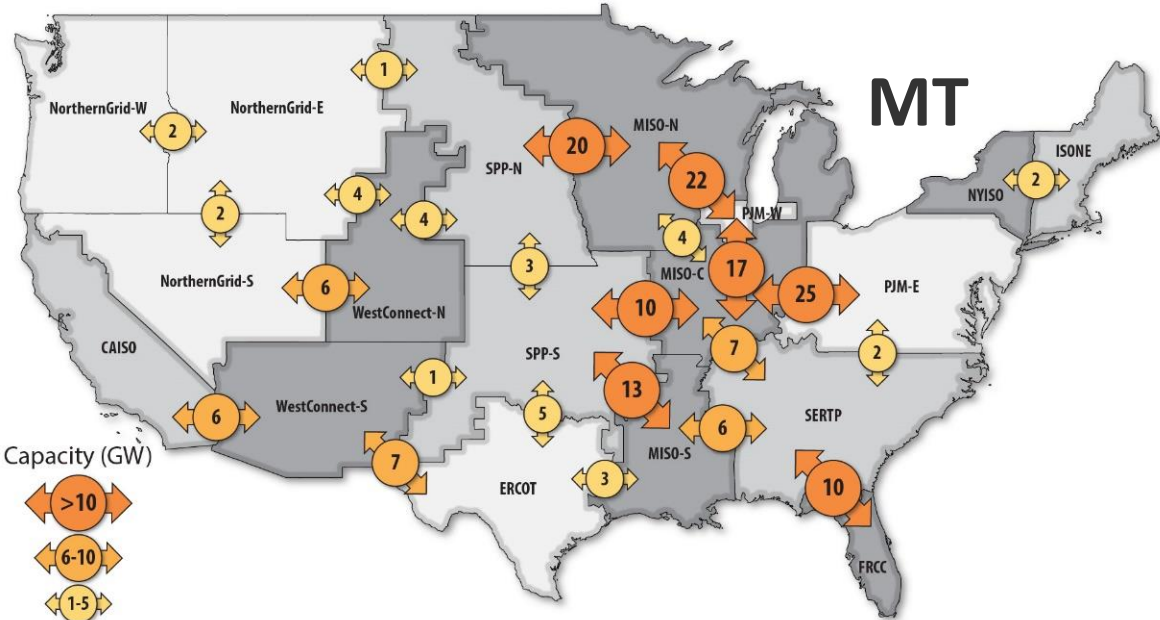 MT
1
NorthernGrid-W
NorthernGrid-E
2
MISO-N
20
ISONE
SPP-N
22
NYISO
2
4
4
2
PJM-W
4
3
MISO-C
17
NorthernGrid-S
6
25
PJM-E
WestConnect-N
10
CAISO
SPP-S
7
2
1
13
WestConnect-S
5
6
SERTP
6
Capacity (GW)
7
MISO-S
3
ERCOT
10
>10
6-10
FRCC
1-5